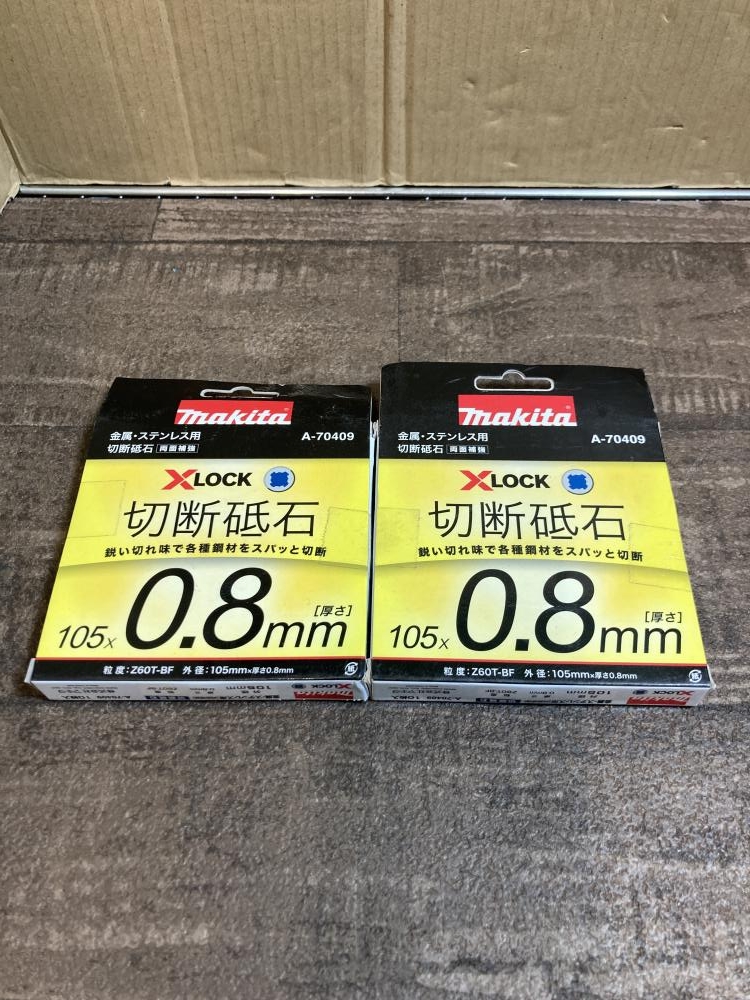 makita
金属・ステンレス用
切断砥石 両面補強
A-70409
XLOCK
切断砥石
鋭い切れ味で各種鋼材をスパッと切断
[厚さ]
105x0.8mm
粒度:Z60T-BF 外径:105mm×厚さ0.8mm
makita
金属・ステンレス用
切断砥石 両面補強
A-70409
XLOCK
切断砥石
鋭い切れ味で各種鋼材をスパッと切断
[厚さ]
105x0.8mm
粒度:Z60T-BF 外径:105mm×厚さ0.8mm